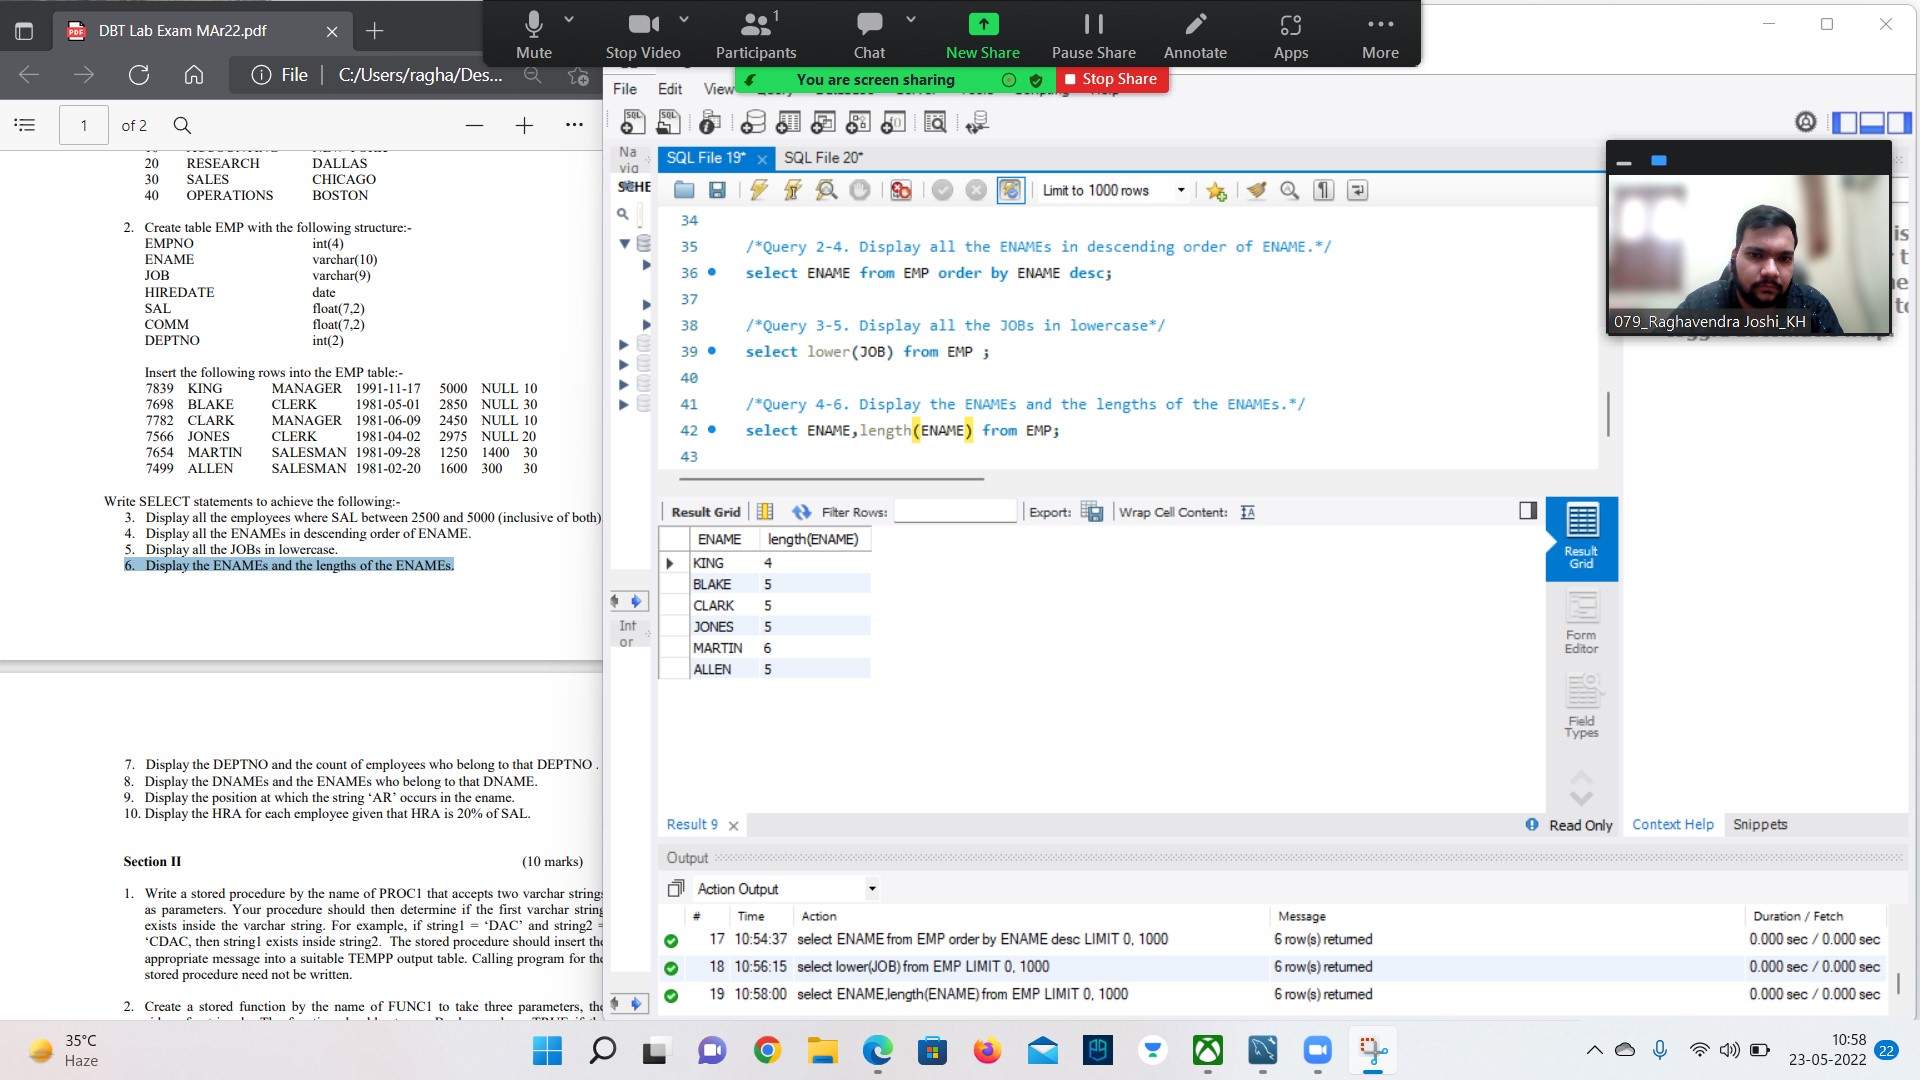 DBT Lab Exam MAr22.pdf
Mute
Stop Video
1
Participants
Chat
New Share
Pause Share
Annotate
Apps
More
You are screen sharing
Stop Share
File
C:/Users/ragha/Des...
1
of 2
20 RESEARCH DALLAS
30 SALES CHICAGO
40 OPERATIONS BOSTON
2. Create table EMP with the following structure:-
EMPNO int(4)
ENAME varchar(10)
JOB varchar(9)
HIREDATE date
SAL float(7,2)
COMM float(7,2)
DEPTNO int(2)
Insert the following rows into the EMP table:-
7839 KING MANAGER 1991-11-17 5000 NULL 10
7698 BLAKE CLERK 1981-05-01 2850 NULL 30
7782 CLARK MANAGER 1981-06-09 2450 NULL 10
7566 JONES CLERK 1981-04-02 2975 NULL 20
7654 MARTIN SALESMAN 1981-09-28 1250 1400 30
7499 ALLEN SALESMAN 1981-02-20 1600 300 30
Write SELECT statements to achieve the following:-
3. Display all the employees where SAL between 2500 and 5000 (inclusive of both)
4. Display all the ENAMEs in descending order of ENAME.
5. Display all the JOBs in lowercase.
6. Display the ENAMEs and the lengths of the ENAMEs.
7. Display the DEPTNO and the count of employees who belong to that DEPTNO .
8. Display the DNAMEs and the ENAMEs who belong to that DNAME.
9. Display the position at which the string ‘AR’ occurs in the ename.
10. Display the HRA for each employee given that HRA is 20% of SAL.
Section II (10 marks)
1. Write a stored procedure by the name of PROC1 that accepts two varchar strings
as parameters. Your procedure should then determine if the first varchar string
exists inside the varchar string. For example, if string1 = ‘DAC’ and string2 =
‘CDAC, then string1 exists inside string2. The stored procedure should insert the
appropriate message into a suitable TEMPP output table. Calling program for the
stored procedure need not be written.
2. Create a stored function by the name of FUNC1 to take three parameters, the
File Edit View
Na
vig
SCHE
Inf
or
SQL File 19*
SQL File 20*
Limit to 1000 rows
34
35 /*Query 2-4. Display all the ENAMEs in descending order of ENAME.*/
36 select ENAME from EMP order by ENAME desc;
37
38 /*Query 3-5. Display all the JOBs in lowercase*/
39 select lower(JOB) from EMP ;
40
41 /*Query 4-6. Display the ENAMEs and the lengths of the ENAMEs.*/
42 select ENAME,length(ENAME) from EMP;
43
Result Grid Filter Rows: Export: Wrap Cell Content:
ENAME length(ENAME)
KING 4
BLAKE 5
CLARK 5
JONES 5
MARTIN 6
ALLEN 5
Result
Grid
Form
Editor
Field
Types
Result 9
Read Only
Context Help
Snippets
Output
Action Output
# Time Action Message Duration / Fetch
17 10:54:37 select ENAME from EMP order by ENAME desc LIMIT 0, 1000 6 row(s) returned 0.000 sec / 0.000 sec
18 10:56:15 select lower(JOB) from EMP LIMIT 0, 1000 6 row(s) returned 0.000 sec / 0.000 sec
19 10:58:00 select ENAME,length(ENAME) from EMP LIMIT 0, 1000 6 row(s) returned 0.000 sec / 0.000 sec
079_Raghavendra Joshi_KH
35°C
Haze
10:58
23-05-2022
22